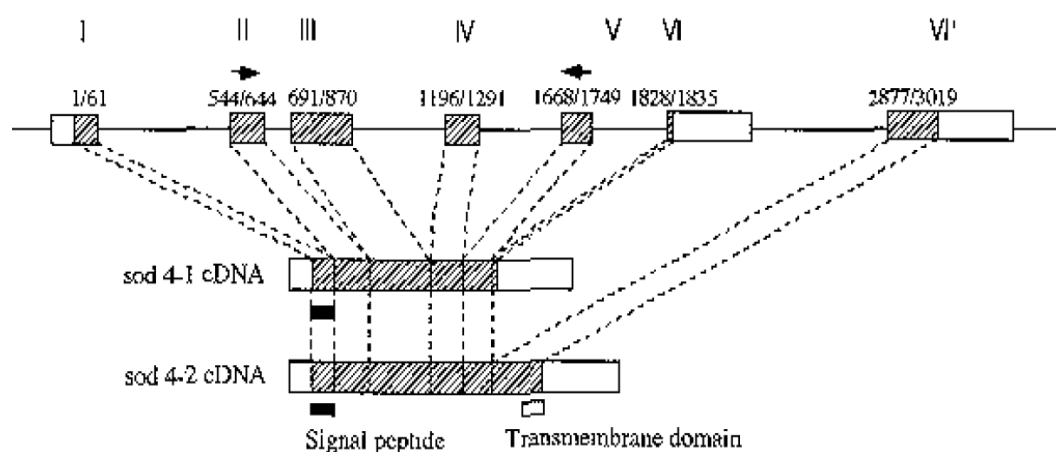 I II III IV V VI VI'
1/61 544/644 691/870 1196/1291 1668/1749 1828/1835 2877/3019
sod 4-1 cDNA
sod 4-2 cDNA
Signal peptide Transmembrane domain